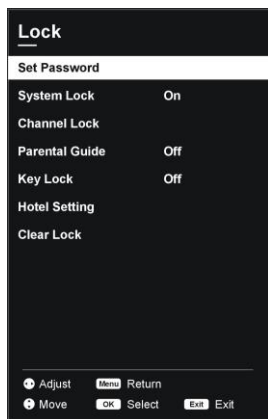 Lock
Set Password
System Lock On
Channel Lock
Parental Guide Off
Key Lock Off
Hotel Setting
Clear Lock
Adjust Menu Return
Move OK Select Exit Exit